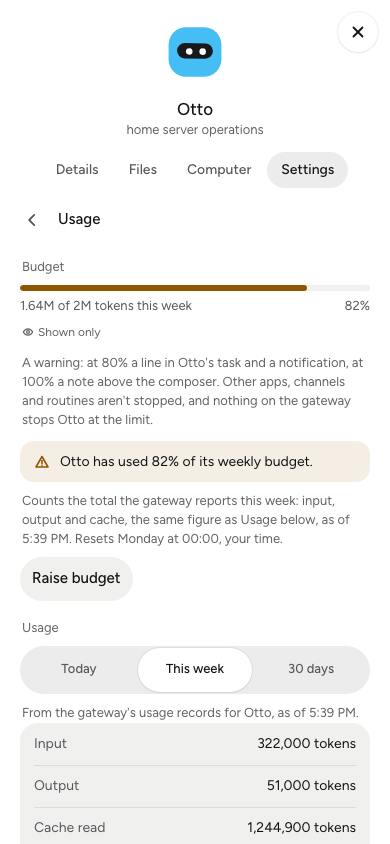 Otto
home server operations
Details Files Computer Settings
Usage
Budget
1.64M of 2M tokens this week 82%
Shown only
A warning: at 80% a line in Otto's task and a notification, at
100% a note above the composer. Other apps, channels
and routines aren't stopped, and nothing on the gateway
stops Otto at the limit.
Otto has used 82% of its weekly budget.
Counts the total the gateway reports this week: input,
output and cache, the same figure as Usage below, as of
5:39 PM. Resets Monday at 00:00, your time.
Raise budget
Usage
Today This week 30 days
From the gateway's usage records for Otto, as of 5:39 PM.
Input 322,000 tokens
Output 51,000 tokens
Cache read 1,244,900 tokens